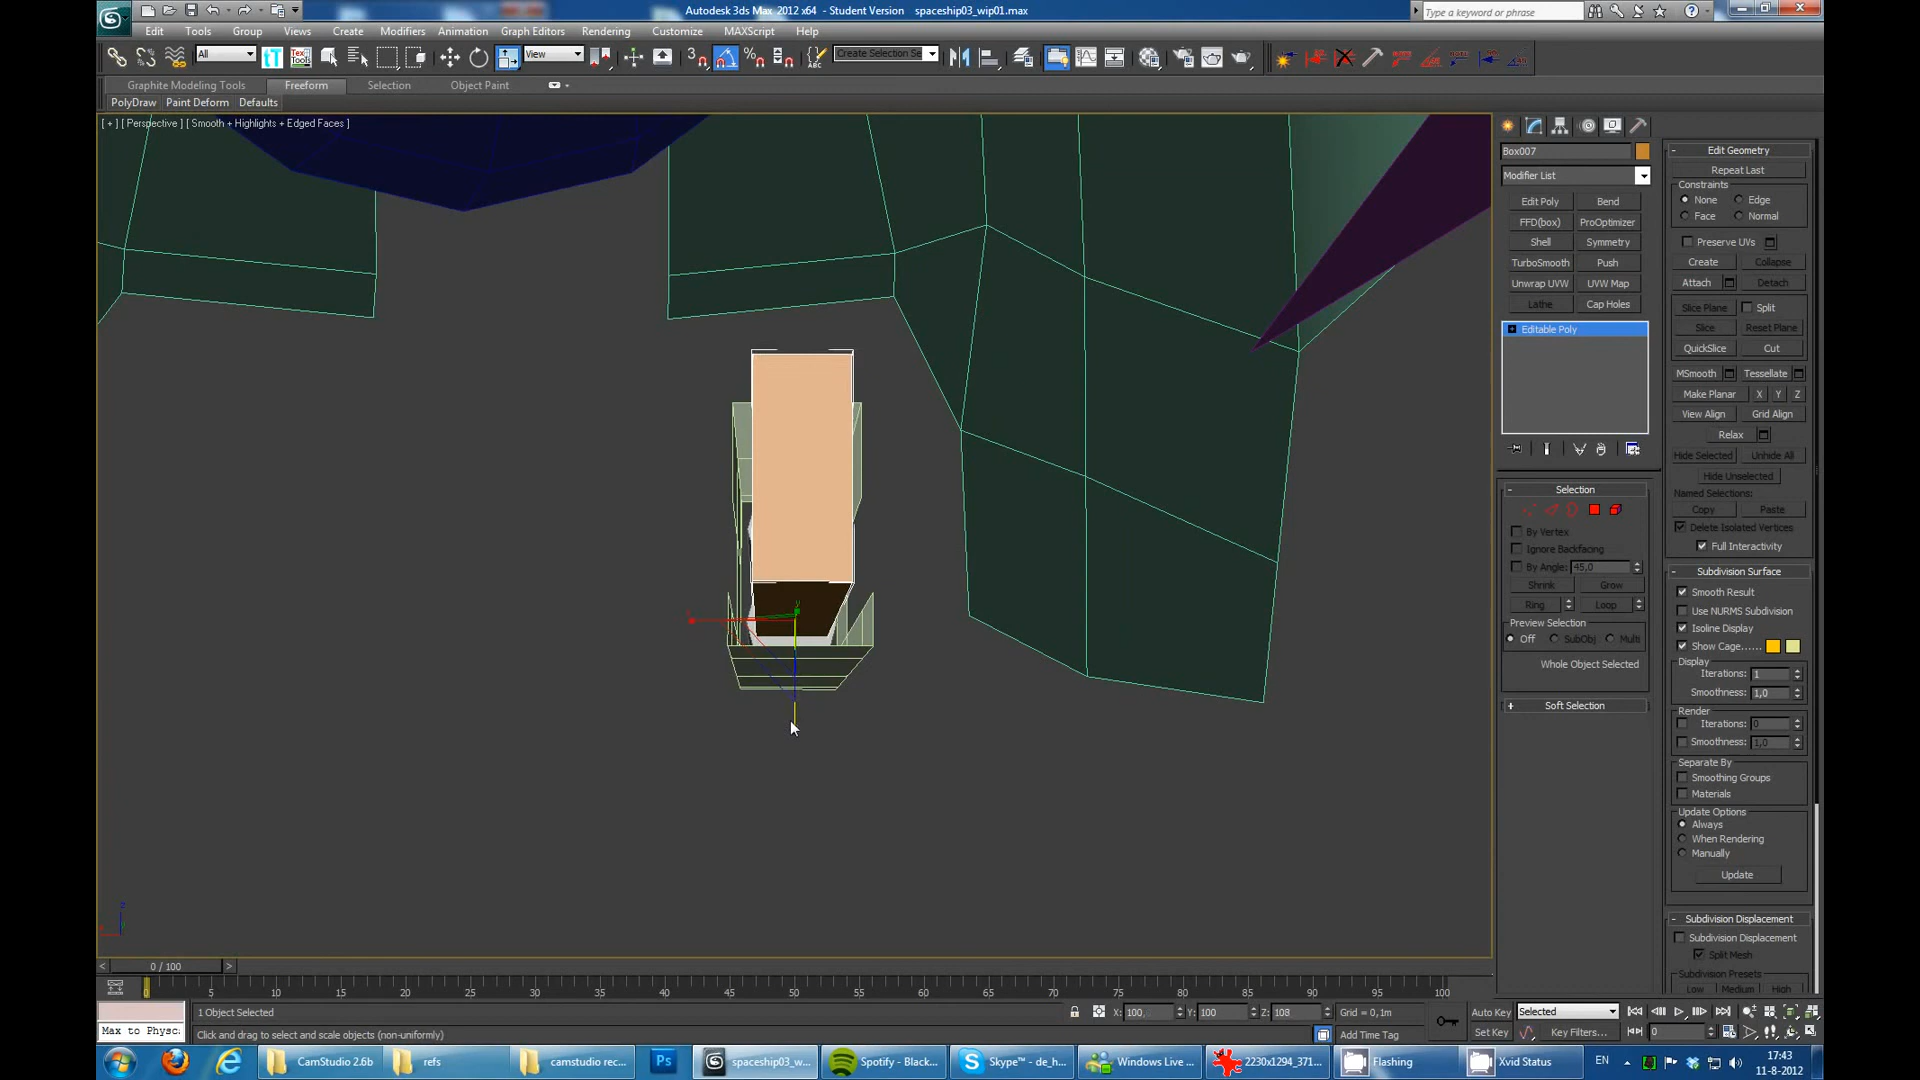 Autodesk 3ds Max 2012 x64 - Student Version spaceship03_wip01.max
Type a keyword or phrase
Edit Tools Group Views Create Modifiers Animation Graph Editors Rendering Customize MAXScript Help
All View Create Selection Se
Graphite Modeling Tools Freeform Selection Object Paint
PolyDraw Paint Deform Defaults
[ + ] [ Perspective ] [ Smooth + Highlights + Edged Faces ]
Box007
Modifier List
Edit Poly Bend
FFD(box) ProOptimizer
Shell Symmetry
TurboSmooth Push
Unwrap UVW UVW Map
Lathe Cap Holes
Editable Poly
- Selection
By Vertex
Ignore Backfacing
By Angle: 45,0
Shrink Grow
Ring Loop
Preview Selection
Off SubObj Multi
Whole Object Selected
+ Soft Selection
- Edit Geometry
Repeat Last
Constraints
None Edge
Face Normal
Preserve UVs
Create Collapse
Attach Detach
Slice Plane Split
Slice Reset Plane
QuickSlice Cut
MSmooth Tessellate
Make Planar X Y Z
View Align Grid Align
Relax
Hide Selected Unhide All
Hide Unselected
Named Selections:
Copy Paste
Delete Isolated Vertices
Full Interactivity
- Subdivision Surface
Smooth Result
Use NURMS Subdivision
Isoline Display
Show Cage......
Display
Iterations: 1
Smoothness: 1,0
Render
Iterations: 0
Smoothness: 1,0
Separate By
Smoothing Groups
Materials
Update Options
Always
When Rendering
Manually
Update
- Subdivision Displacement
Subdivision Displacement
Split Mesh
Subdivision Presets
Low Medium High
< 0 / 100 >
0 5 10 15 20 25 30 35 40 45 50 55 60 65 70 75 80 85 90 95 100
1 Object Selected X: 100, Y: 100 Z: 108 Grid = 0,1m Auto Key Selected
Max to Physc: Click and drag to select and scale objects (non-uniformly) Add Time Tag Set Key Key Filters... 0
CamStudio 2.6b refs camstudio rec... Ps spaceship03_w... Spotify - Black... Skype™ - de_h... Windows Live ... 2230x1294_371... Flashing Xvid Status EN 17:43
11-8-2012